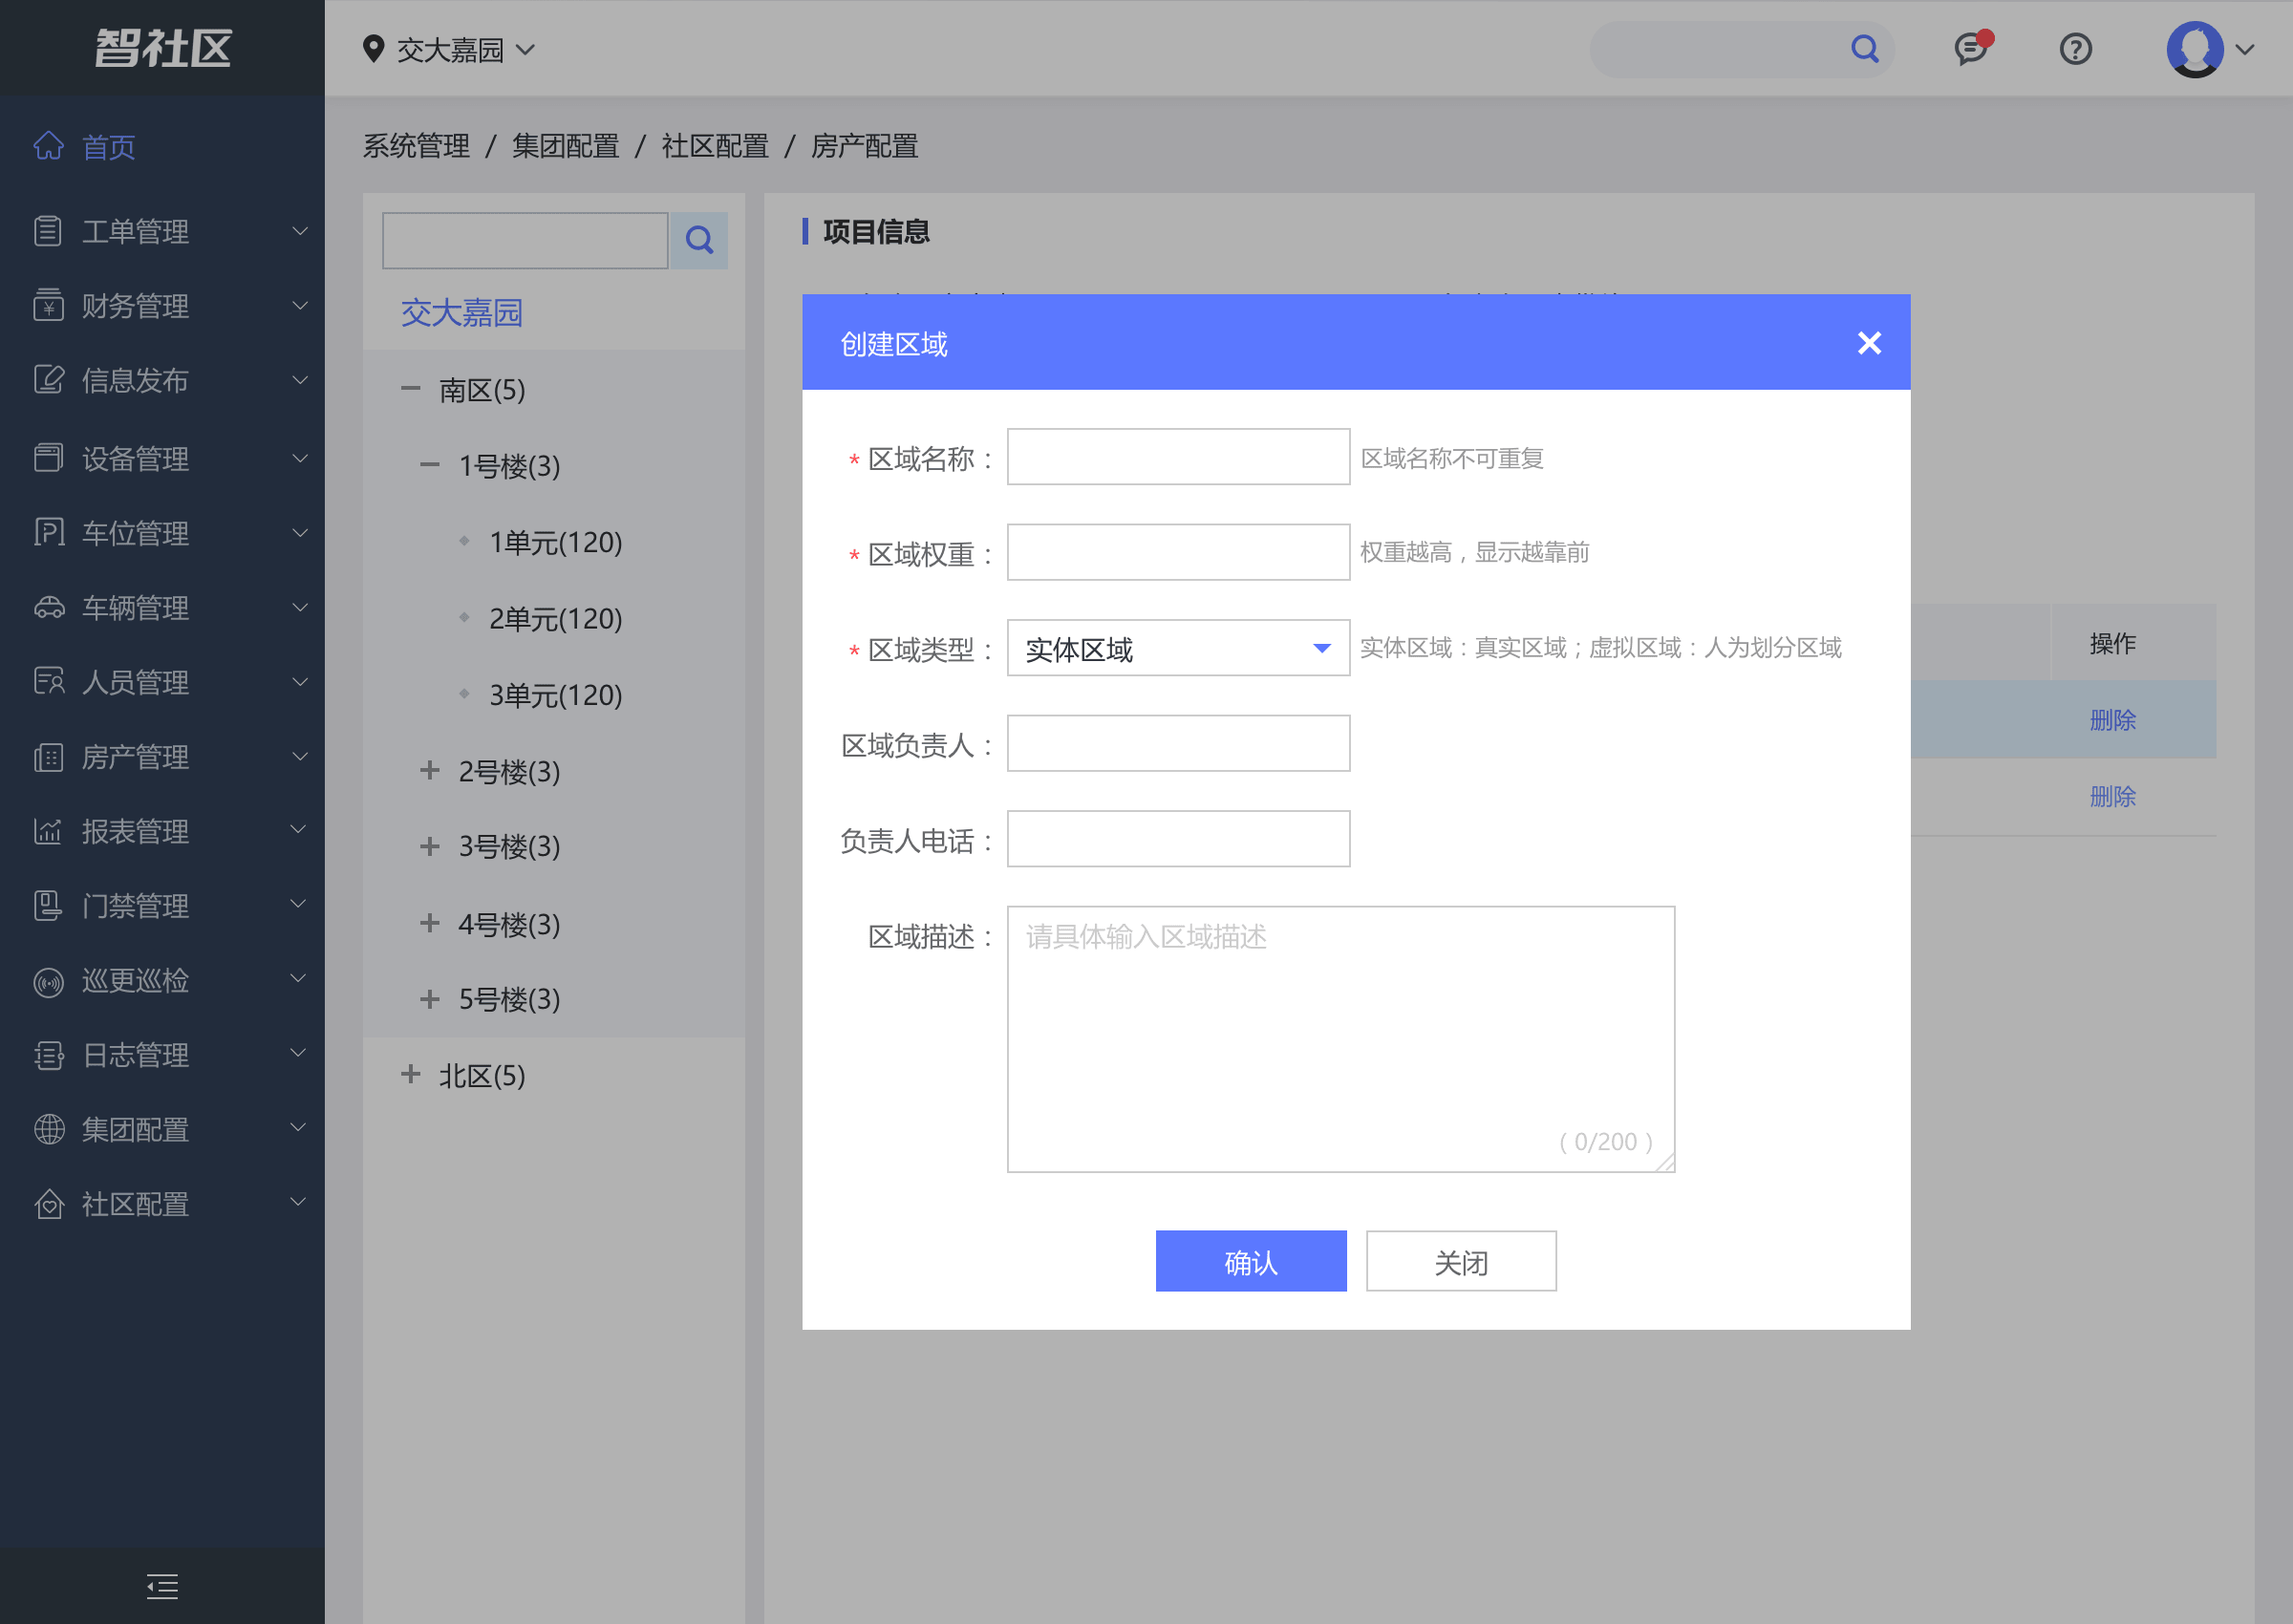 智社区
交大嘉园
首页
工单管理
财务管理
信息发布
设备管理
车位管理
车辆管理
人员管理
房产管理
报表管理
门禁管理
巡更巡检
日志管理
集团配置
社区配置
系统管理 / 集团配置 / 社区配置 / 房产配置
交大嘉园
南区(5)
1号楼(3)
1单元(120)
2单元(120)
3单元(120)
2号楼(3)
3号楼(3)
4号楼(3)
5号楼(3)
北区(5)
项目信息
操作
删除
删除
创建区域
* 区域名称：
区域名称不可重复
* 区域权重：
权重越高，显示越靠前
* 区域类型：
实体区域
实体区域：真实区域；虚拟区域：人为划分区域
区域负责人：
负责人电话：
区域描述：
请具体输入区域描述
( 0/200 )
确认
关闭